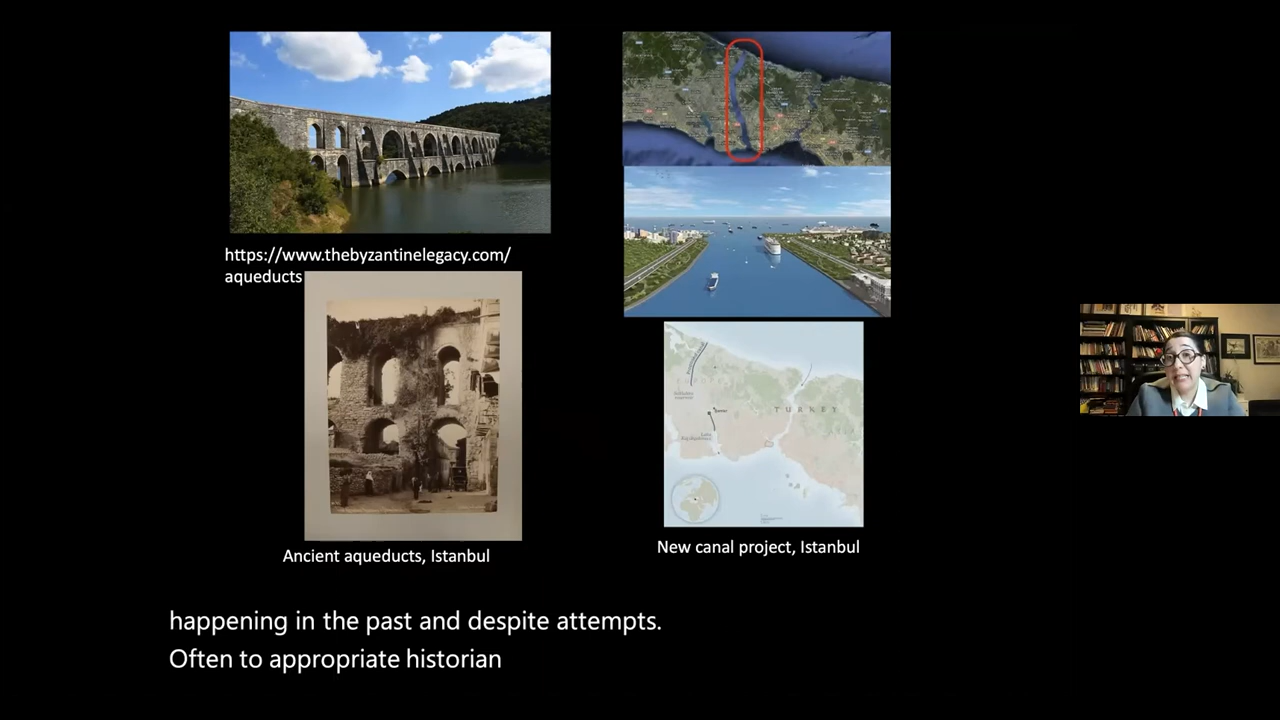 https://www.thebyzantinelegacy.com/
aqueducts
Ancient aqueducts, Istanbul
TURKEY
New canal project, Istanbul
happening in the past and despite attempts.
Often to appropriate historian